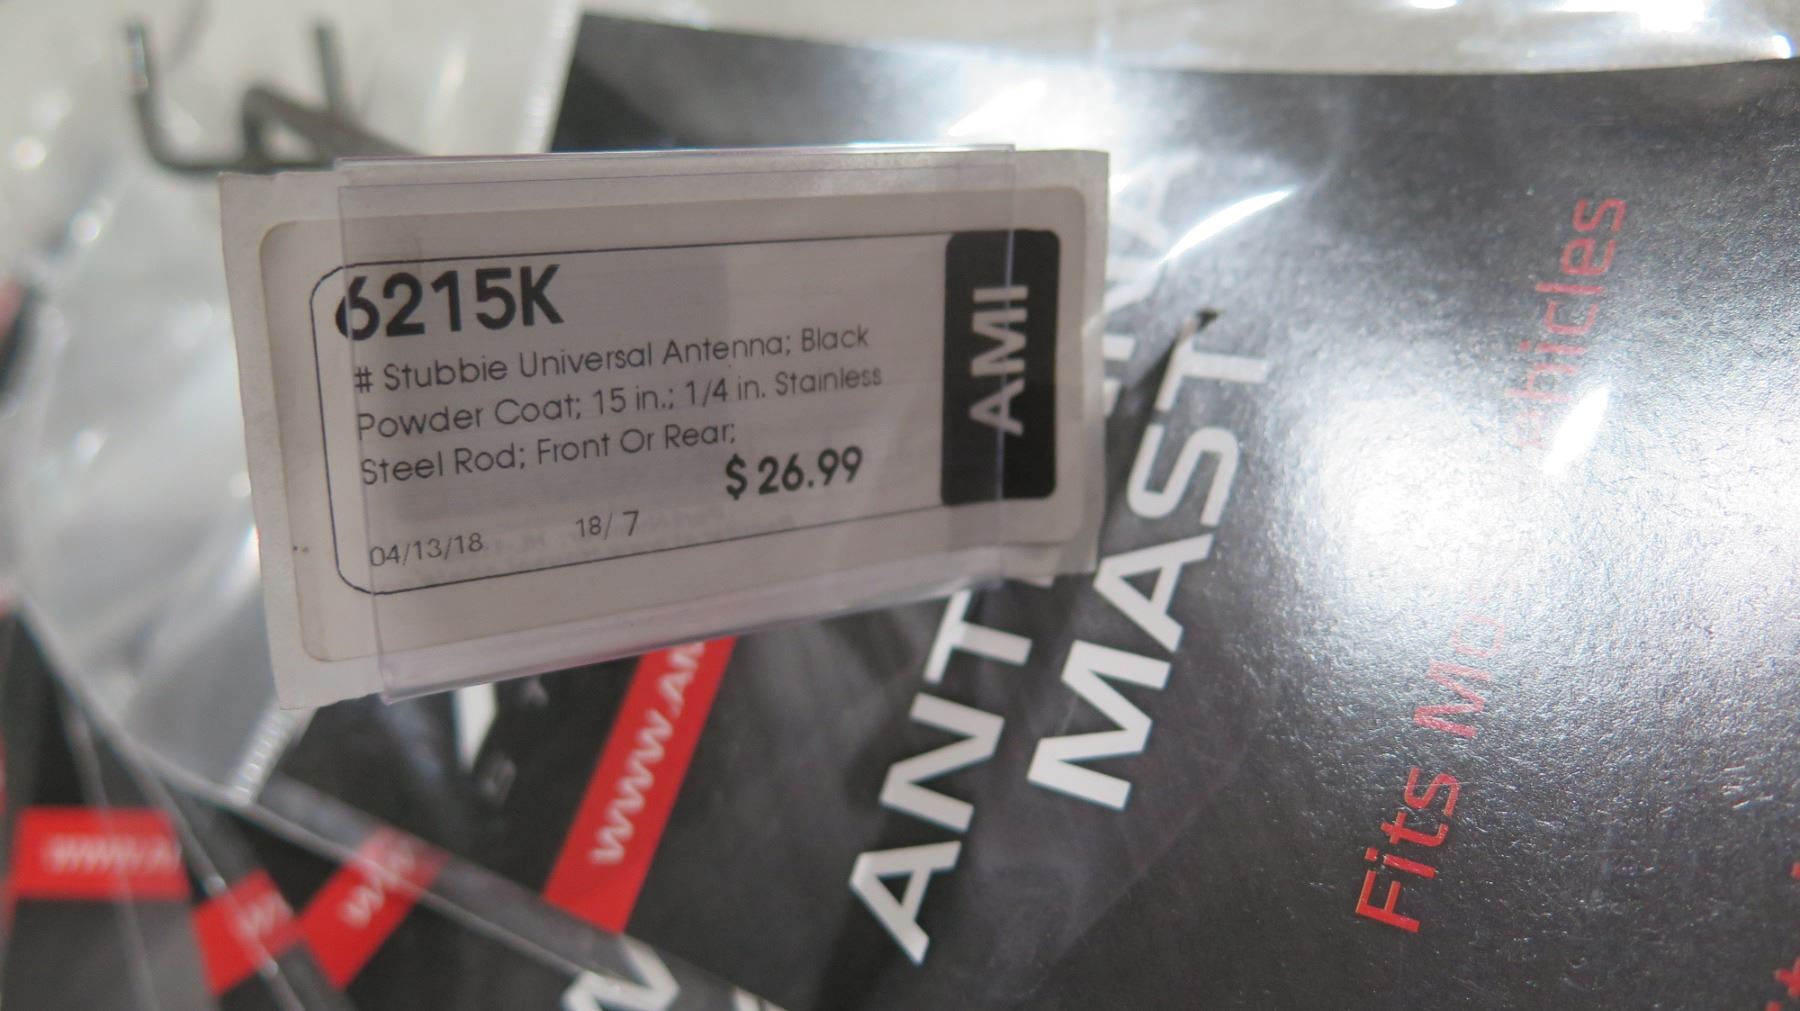 6215K
# Stubbie Universal Antenna; Black
Powder Coat; 15 in.; 1/4 in. Stainless
Steel Rod; Front Or Rear;
$26.99
04/13/18 18/ 7
AMI
MAST
Fits
www.